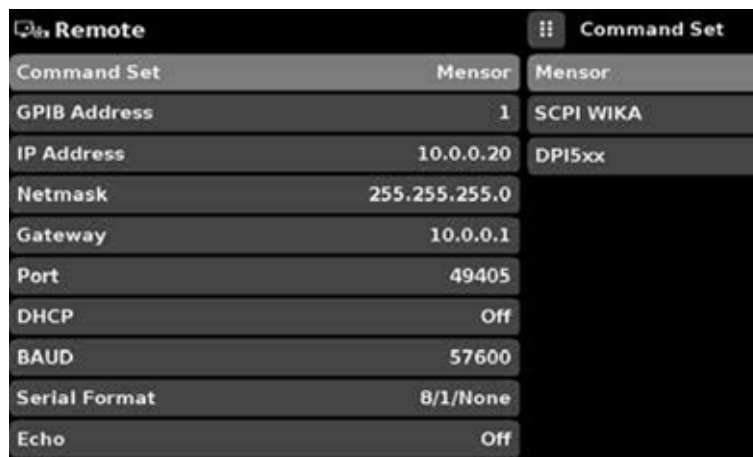 Remote
Command Set Mensor
GPIB Address 1
IP Address 10.0.0.20
Netmask 255.255.255.0
Gateway 10.0.0.1
Port 49405
DHCP Off
BAUD 57600
Serial Format 8/1/None
Echo Off
Command Set
Mensor
SCPI WIKA
DPI5xx